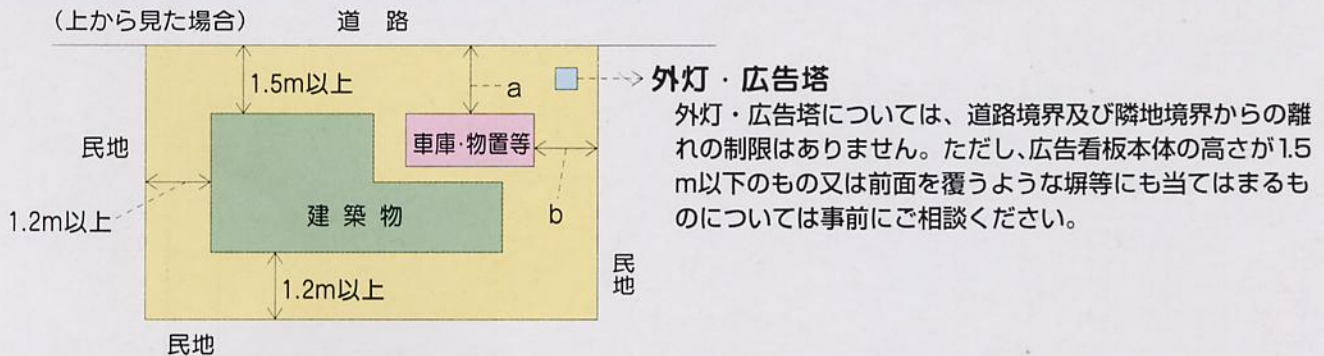 (上から見た場合)
道 路
1.5m以上
a
外灯・広告塔
外灯・広告塔については、道路境界及び隣地境界からの離
れの制限はありません。ただし、広告看板本体の高さが1.5
m以下のもの又は前面を覆うような塀等にも当てはまるも
のについては事前にご相談ください。
民地
車庫・物置等
1.2m以上
建 築 物
b
1.2m以上
民地
民地